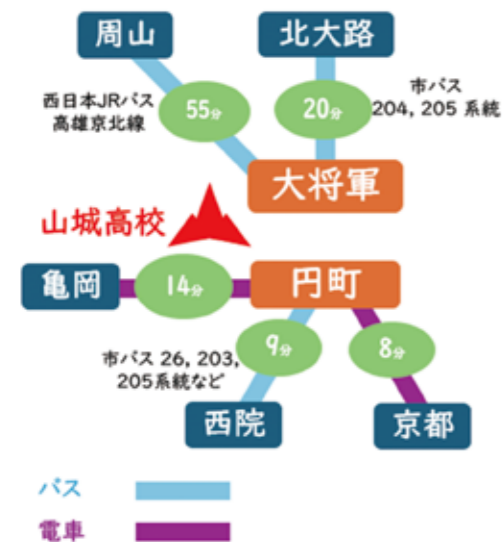 周山
北大路
西日本JRバス
高雄京北線
55分
20分
市バス
204, 205 系統
大将軍
山城高校
亀岡
14分
円町
市バス 26, 203,
205系統など
9分
8分
西院
京都
バス
電車